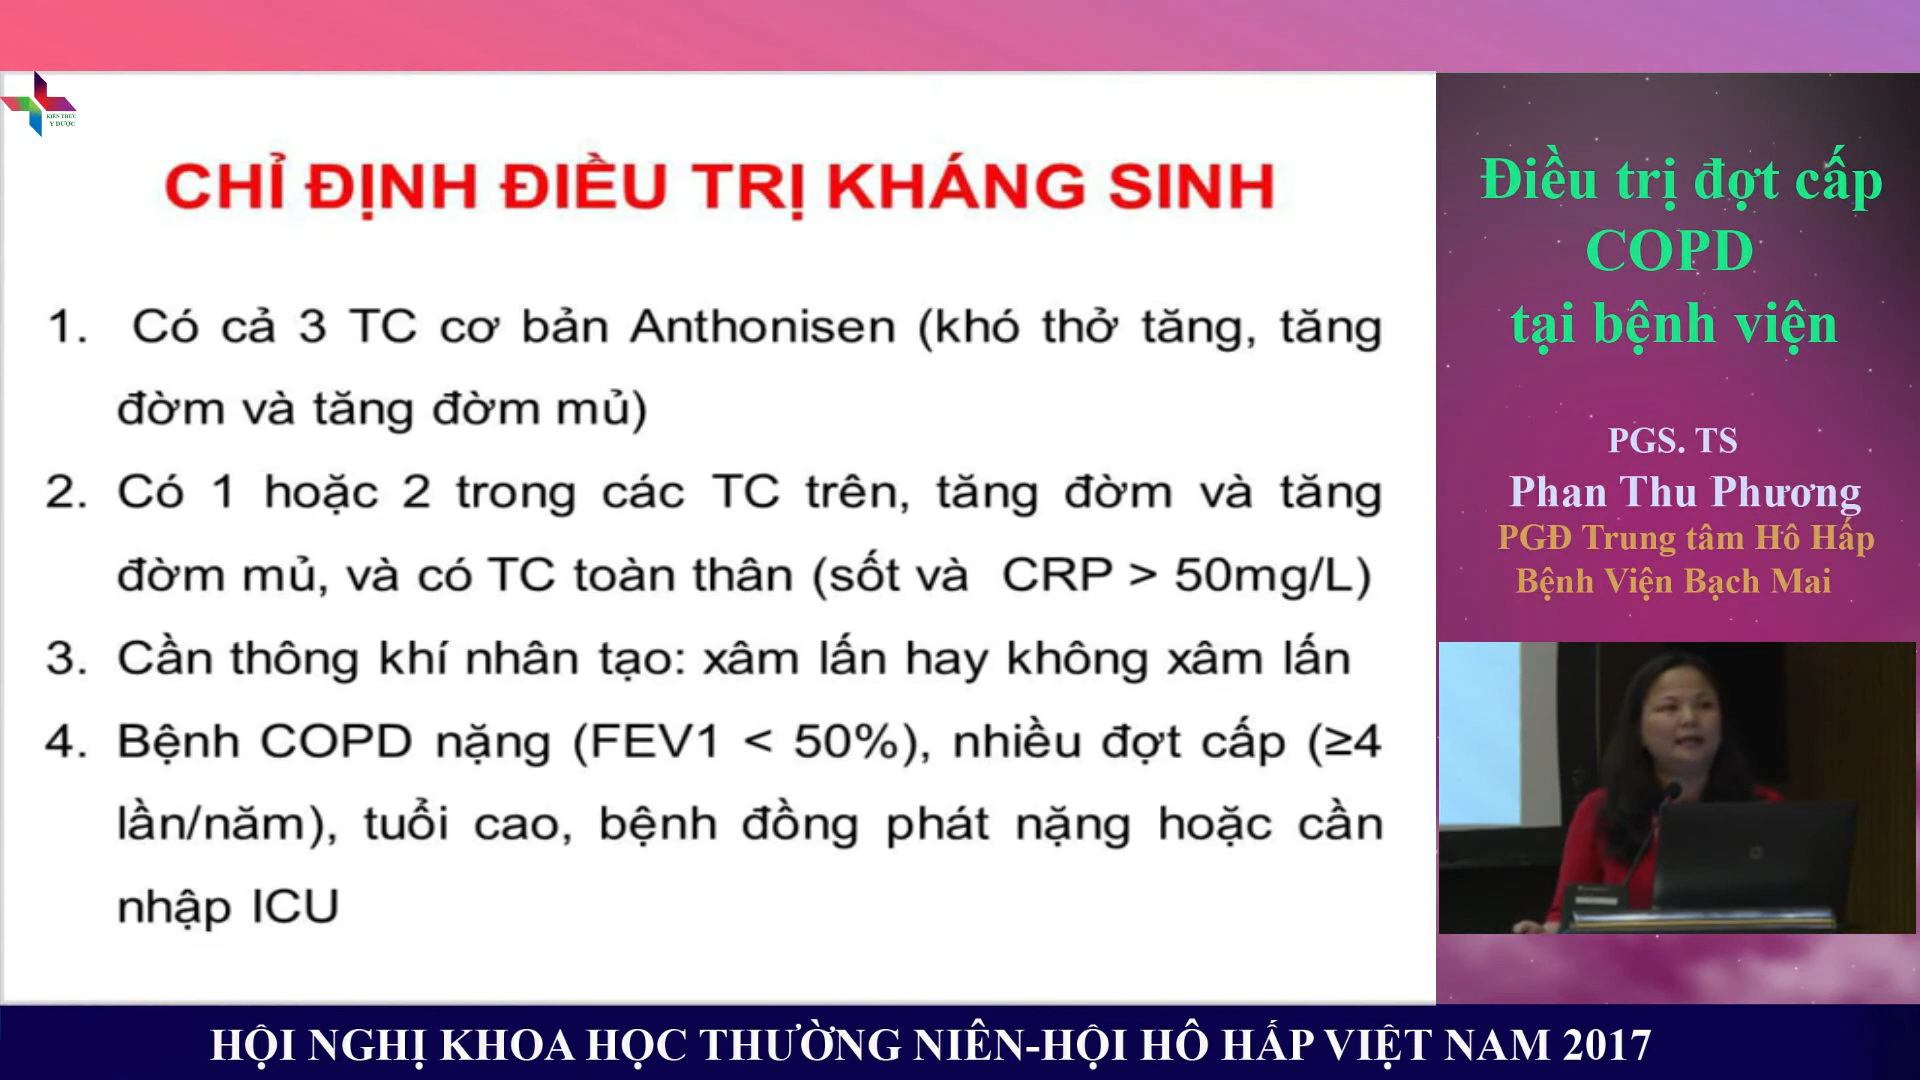 KIẾN THỨC
Y DƯỢC
CHỈ ĐỊNH ĐIỀU TRỊ KHÁNG SINH
1. Có cả 3 TC cơ bản Anthonisen (khó thở tăng, tăng
đờm và tăng đờm mủ)
2. Có 1 hoặc 2 trong các TC trên, tăng đờm và tăng
đờm mủ, và có TC toàn thân (sốt và CRP > 50mg/L)
3. Cần thông khí nhân tạo: xâm lấn hay không xâm lấn
4. Bệnh COPD nặng (FEV1 < 50%), nhiều đợt cấp (≥4
lần/năm), tuổi cao, bệnh đồng phát nặng hoặc cần
nhập ICU
Điều trị đợt cấp
COPD
tại bệnh viện
PGS. TS
Phan Thu Phương
PGĐ Trung tâm Hô Hấp
Bệnh Viện Bạch Mai
HỘI NGHỊ KHOA HỌC THƯỜNG NIÊN-HỘI HÔ HẤP VIỆT NAM 2017